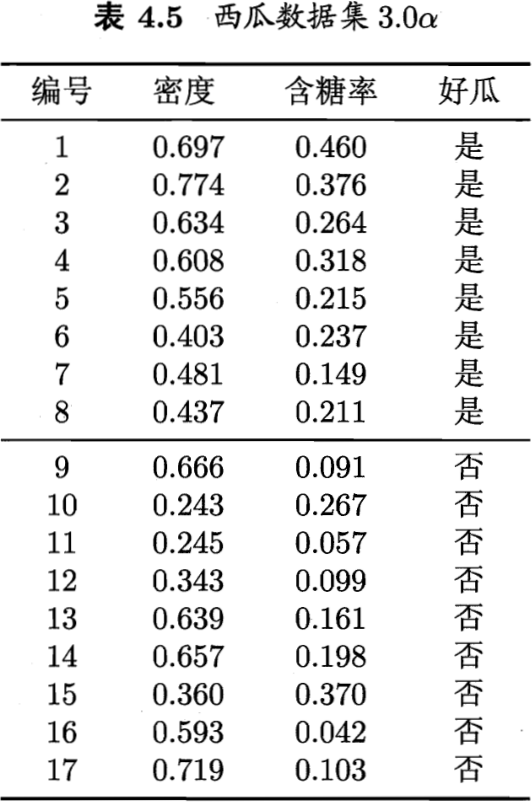 表 4.5 西瓜数据集 3.0α
编号 密度 含糖率 好瓜
1 0.697 0.460 是
2 0.774 0.376 是
3 0.634 0.264 是
4 0.608 0.318 是
5 0.556 0.215 是
6 0.403 0.237 是
7 0.481 0.149 是
8 0.437 0.211 是
9 0.666 0.091 否
10 0.243 0.267 否
11 0.245 0.057 否
12 0.343 0.099 否
13 0.639 0.161 否
14 0.657 0.198 否
15 0.360 0.370 否
16 0.593 0.042 否
17 0.719 0.103 否